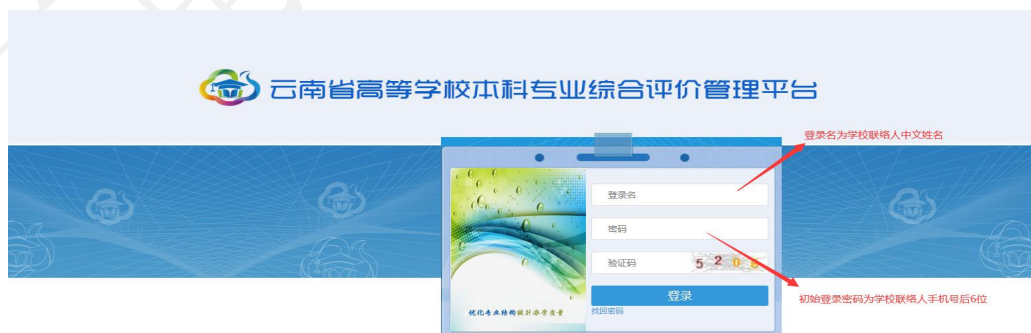 云南省高等学校本科专业综合评价管理平台
登录名为学校联络人中文姓名
登录名
密码
验证码
5 2 0 8
登录
找回密码
初始登录密码为学校联络人手机号后6位
优化专业结构提升办学质量